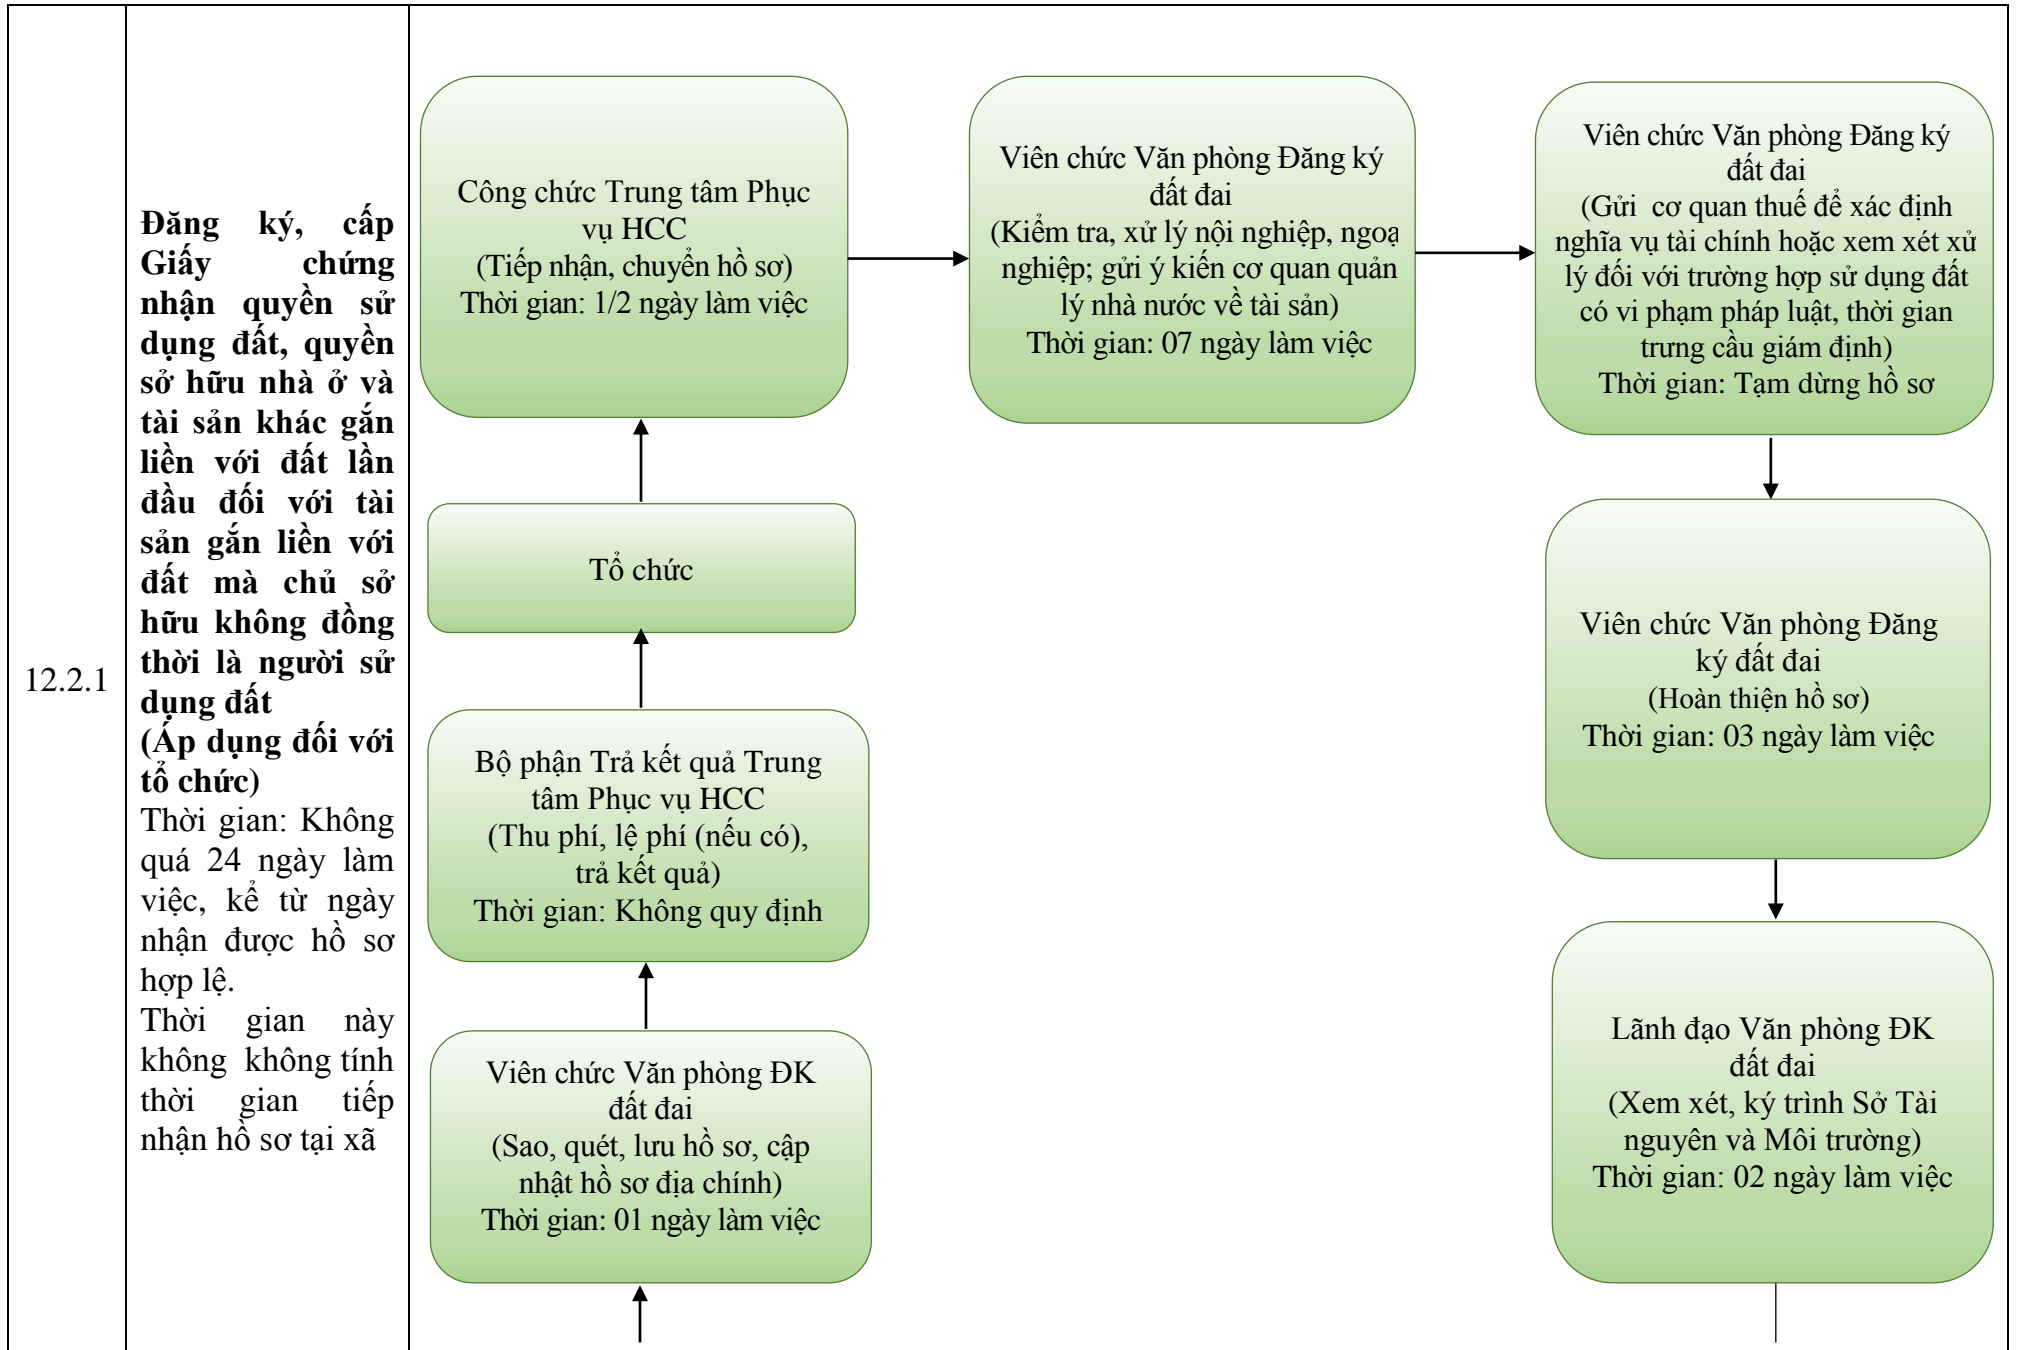 12.2.1
Đăng ký, cấp
Giấy chứng
nhận quyền sử
dụng đất, quyền
sở hữu nhà ở và
tài sản khác gắn
liền với đất lần
đầu đối với tài
sản gắn liền với
đất mà chủ sở
hữu không đồng
thời là người sử
dụng đất
(Áp dụng đối với
tổ chức)
Thời gian: Không
quá 24 ngày làm
việc, kể từ ngày
nhận được hồ sơ
hợp lệ.
Thời gian này
không không tính
thời gian tiếp
nhận hồ sơ tại xã
Công chức Trung tâm Phục
vụ HCC
(Tiếp nhận, chuyển hồ sơ)
Thời gian: 1/2 ngày làm việc
Viên chức Văn phòng Đăng ký
đất đai
(Kiểm tra, xử lý nội nghiệp, ngoạ
nghiệp; gửi ý kiến cơ quan quản
lý nhà nước về tài sản)
Thời gian: 07 ngày làm việc
Viên chức Văn phòng Đăng ký
đất đai
(Gửi cơ quan thuế để xác định
nghĩa vụ tài chính hoặc xem xét xử
lý đối với trường hợp sử dụng đất
có vi phạm pháp luật, thời gian
trưng cầu giám định)
Thời gian: Tạm dừng hồ sơ
Tổ chức
Viên chức Văn phòng Đăng
ký đất đai
(Hoàn thiện hồ sơ)
Thời gian: 03 ngày làm việc
Bộ phận Trả kết quả Trung
tâm Phục vụ HCC
(Thu phí, lệ phí (nếu có),
trả kết quả)
Thời gian: Không quy định
Lãnh đạo Văn phòng ĐK
đất đai
(Xem xét, ký trình Sở Tài
nguyên và Môi trường)
Thời gian: 02 ngày làm việc
Viên chức Văn phòng ĐK
đất đai
(Sao, quét, lưu hồ sơ, cập
nhật hồ sơ địa chính)
Thời gian: 01 ngày làm việc